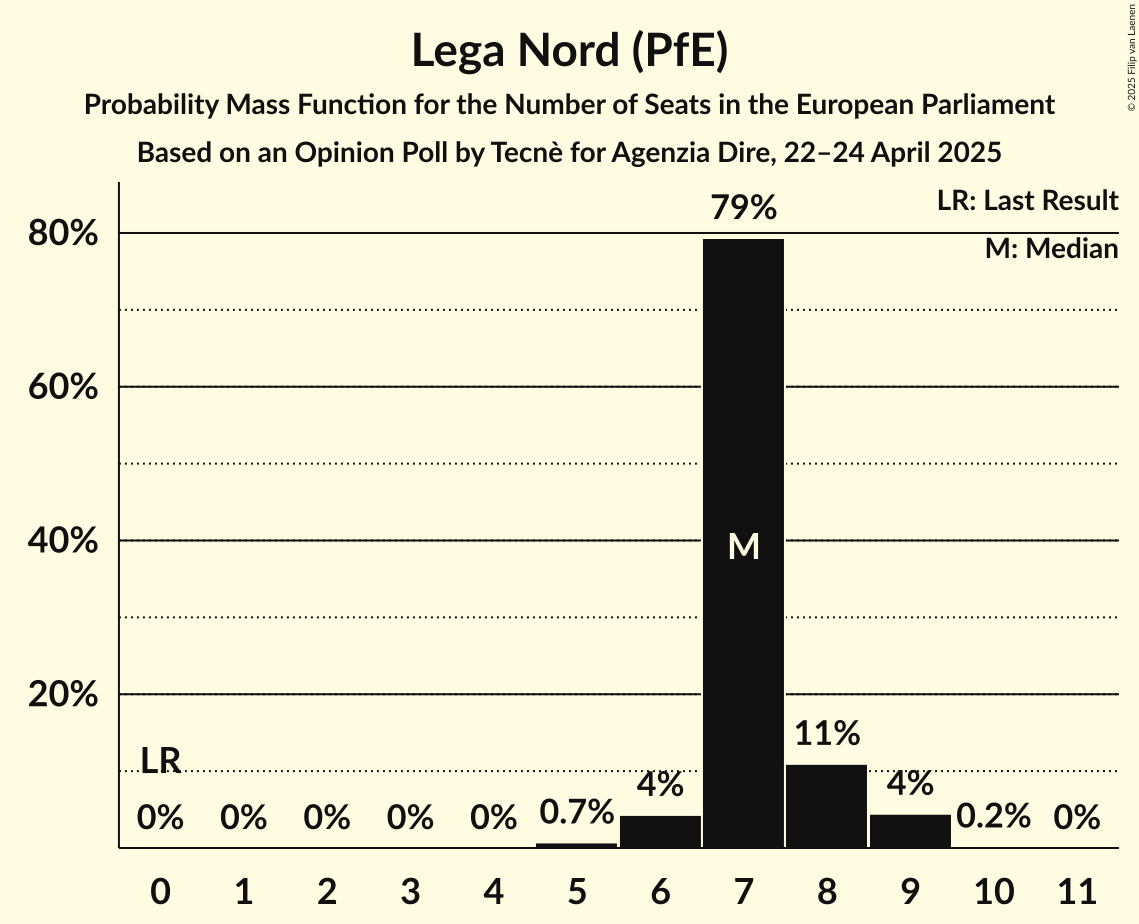 Lega Nord (PfE)
Probability Mass Function for the Number of Seats in the European Parliament
Based on an Opinion Poll by Tecnè for Agenzia Dire, 22–24 April 2025
© 2025 Filip van Laenen
LR: Last Result
M: Median
80%
60%
40%
20%
79%
M
LR
0% 0% 0% 0% 0% 0.7% 4% 11% 4% 0.2% 0%
0 1 2 3 4 5 6 7 8 9 10 11